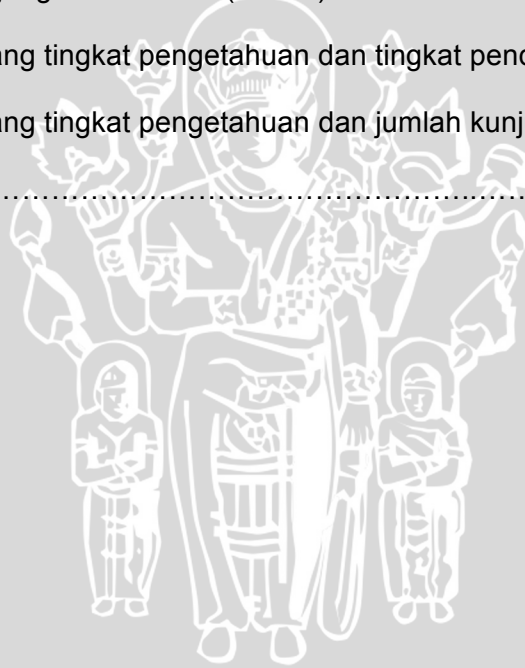 ang tingkat pengetahuan dan tingkat pend
ang tingkat pengetahuan dan jumlah kunj
……………………………………………..……